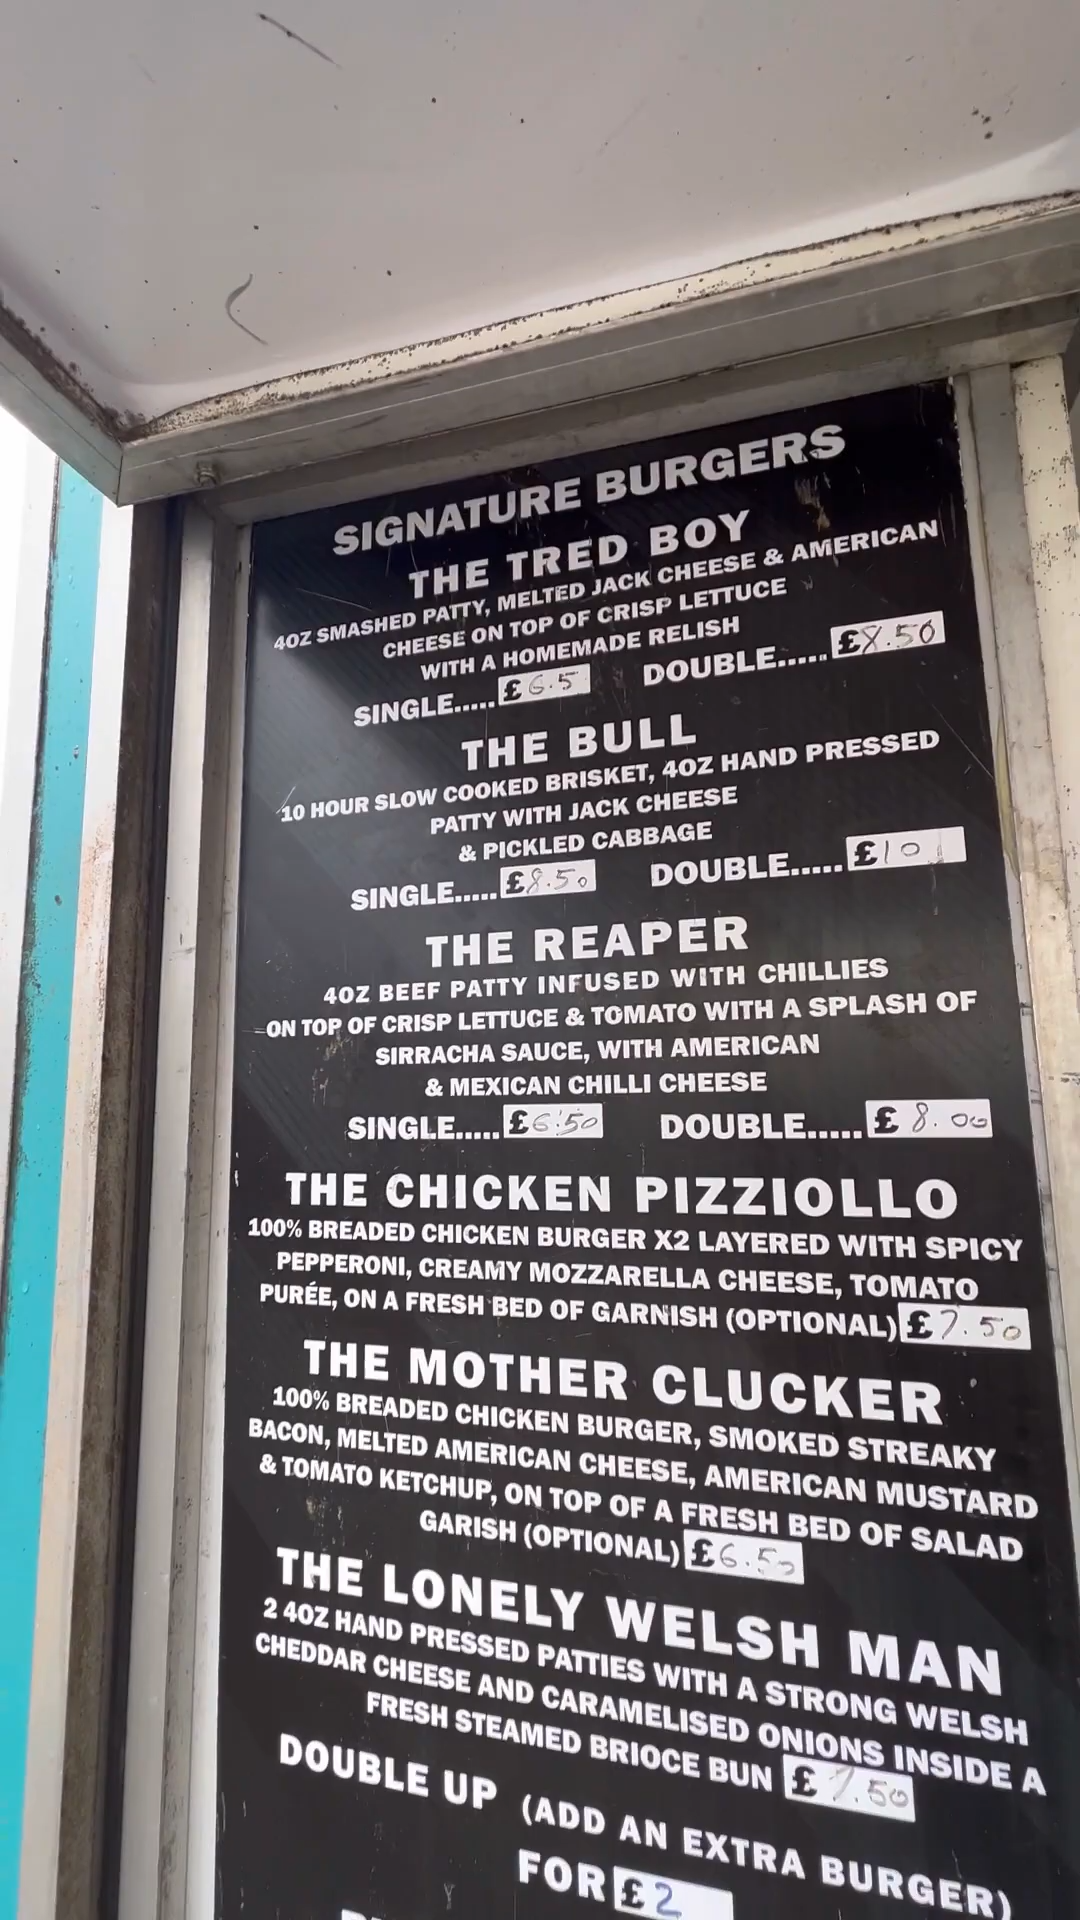 SIGNATURE BURGERS
THE TRED BOY
4OZ SMASHED PATTY, MELTED JACK CHEESE & AMERICAN
CHEESE ON TOP OF CRISP LETTUCE
WITH A HOMEMADE RELISH
SINGLE.....£6.5 DOUBLE.....£8.50
THE BULL
10 HOUR SLOW COOKED BRISKET, 4OZ HAND PRESSED
PATTY WITH JACK CHEESE
& PICKLED CABBAGE
SINGLE.....£8.50 DOUBLE.....£10
THE REAPER
4OZ BEEF PATTY INFUSED WITH CHILLIES
ON TOP OF CRISP LETTUCE & TOMATO WITH A SPLASH OF
SIRRACHA SAUCE, WITH AMERICAN
& MEXICAN CHILLI CHEESE
SINGLE.....£6.50 DOUBLE.....£8.00
THE CHICKEN PIZZIOLLO
100% BREADED CHICKEN BURGER X2 LAYERED WITH SPICY
PEPPERONI, CREAMY MOZZARELLA CHEESE, TOMATO
PURÉE, ON A FRESH BED OF GARNISH (OPTIONAL) £7.50
THE MOTHER CLUCKER
100% BREADED CHICKEN BURGER, SMOKED STREAKY
BACON, MELTED AMERICAN CHEESE, AMERICAN MUSTARD
& TOMATO KETCHUP, ON TOP OF A FRESH BED OF SALAD
GARISH (OPTIONAL) £6.50
THE LONELY WELSH MAN
2 4OZ HAND PRESSED PATTIES WITH A STRONG WELSH
CHEDDAR CHEESE AND CARAMELISED ONIONS INSIDE A
FRESH STEAMED BRIOCE BUN £7.50
DOUBLE UP (ADD AN EXTRA BURGER)
FOR £2